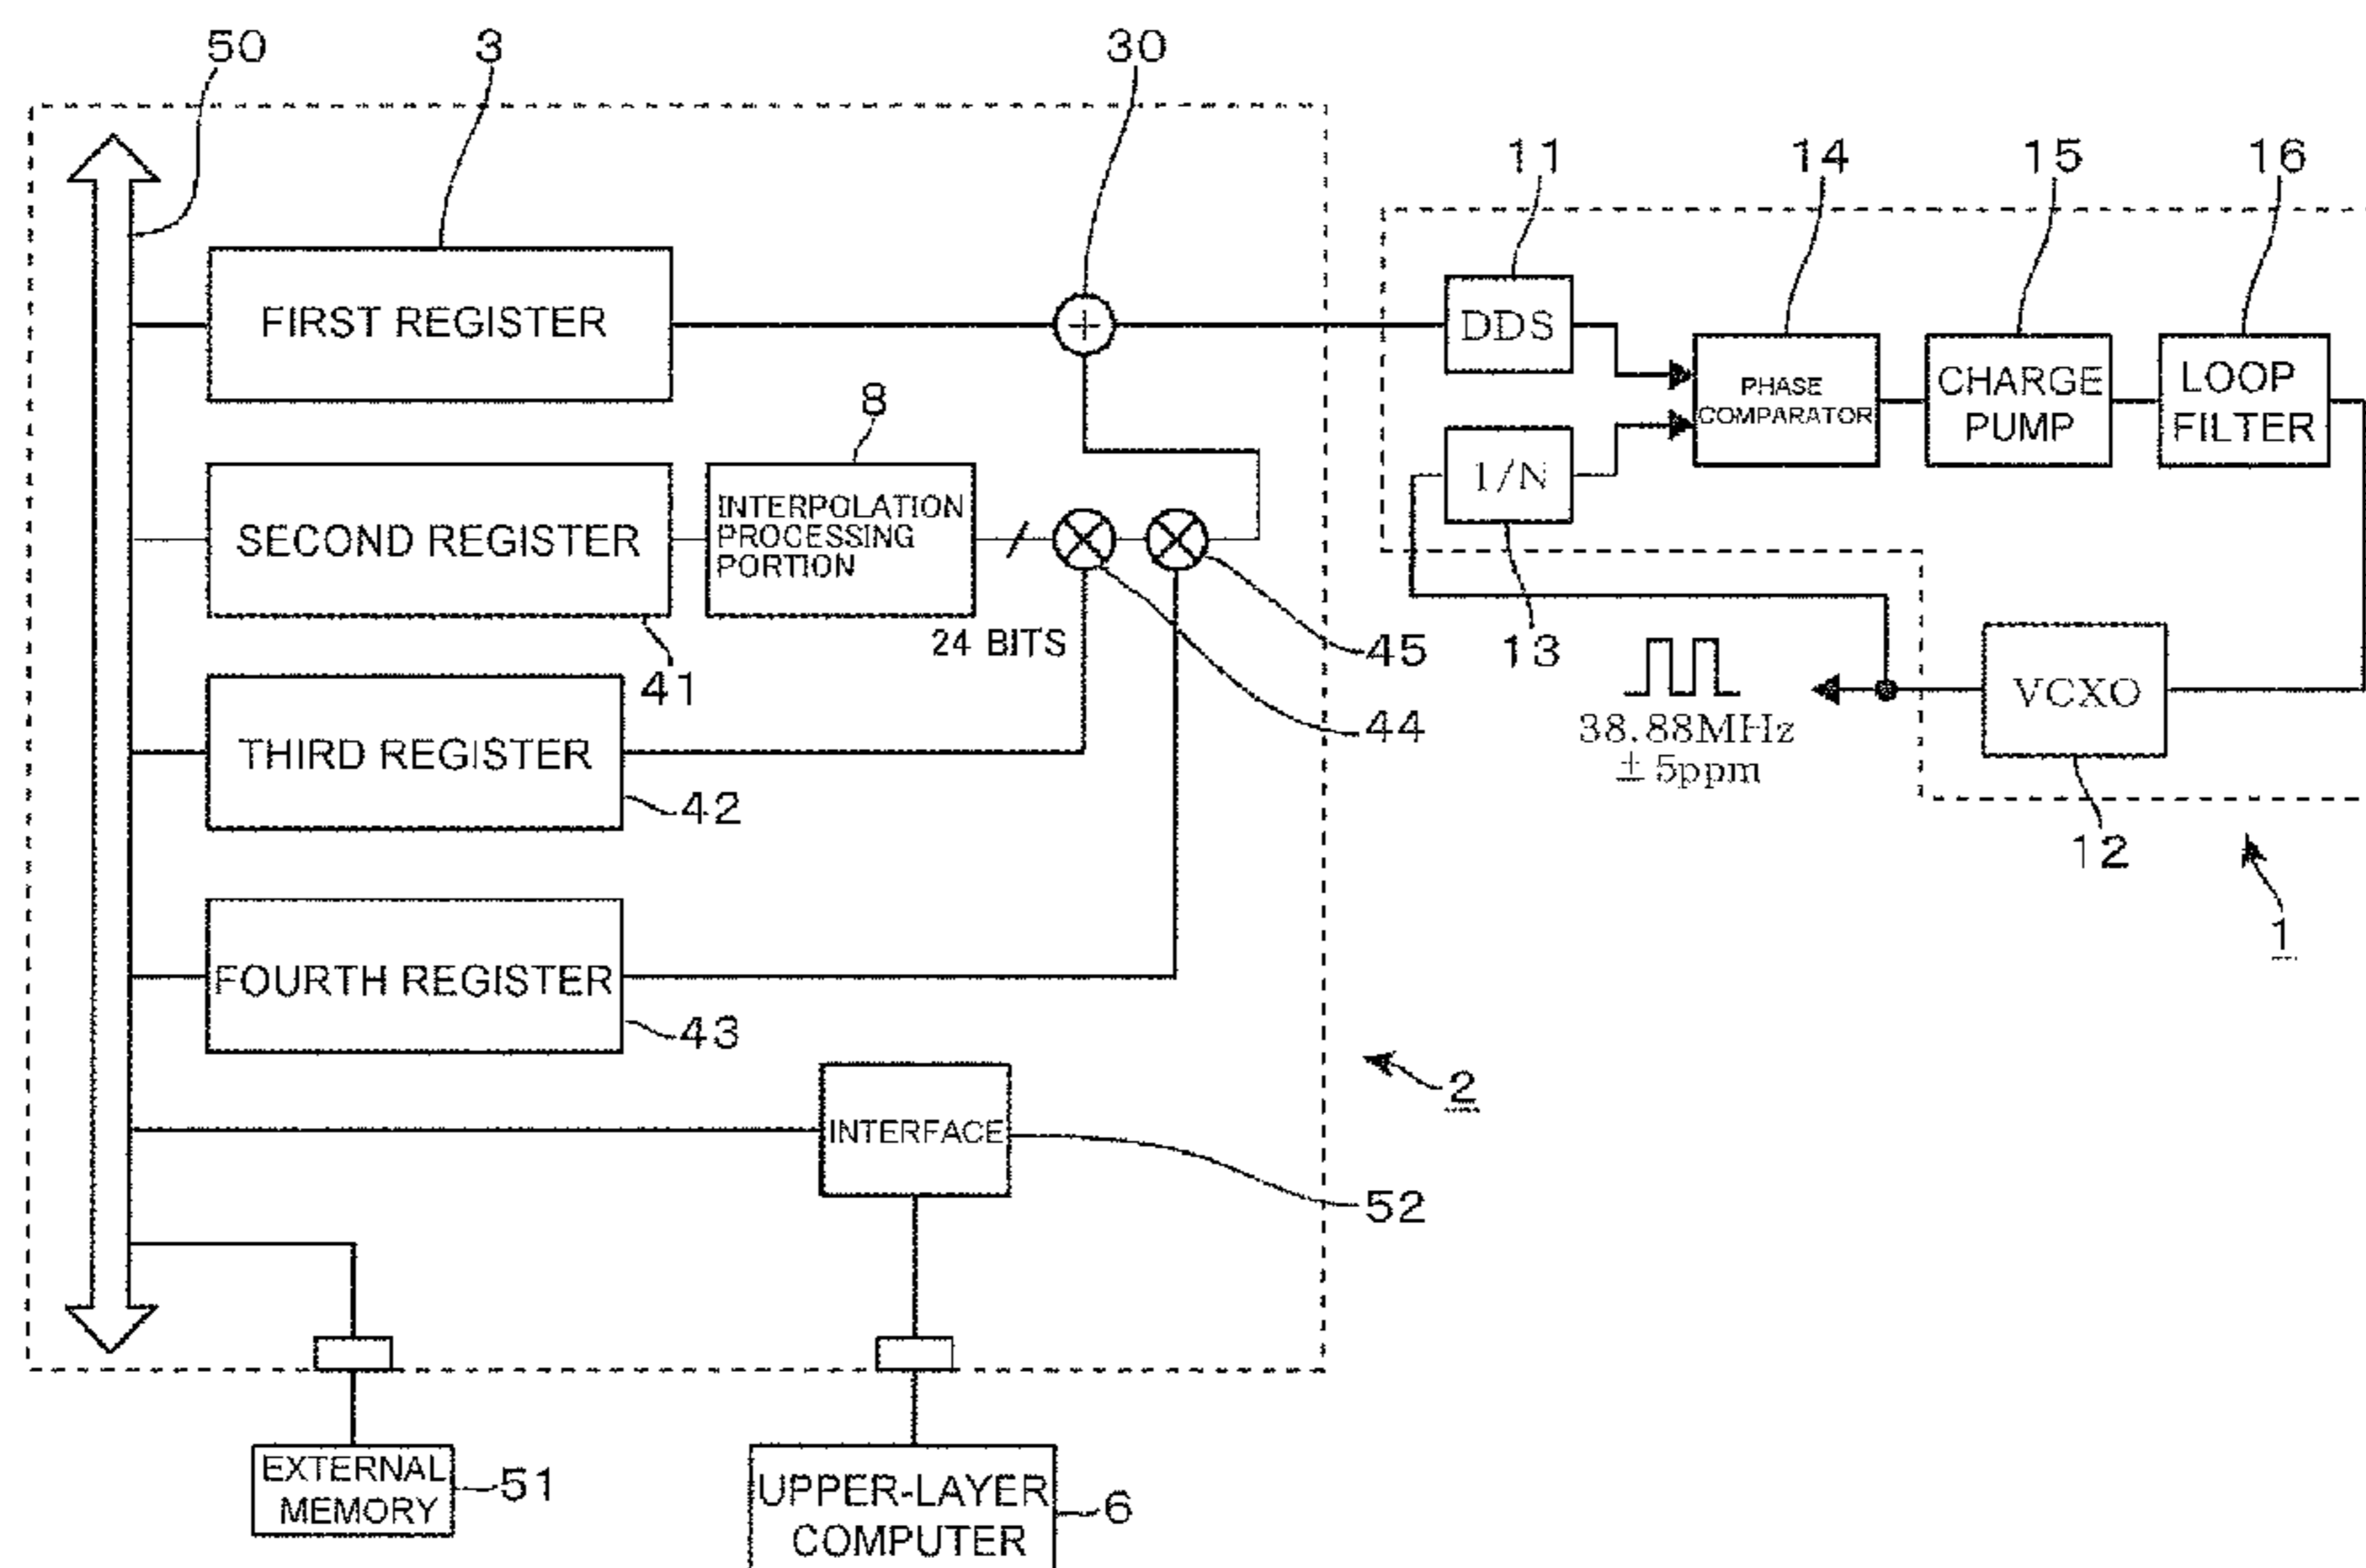 50
3
30
11
14
15
16
FIRST REGISTER
+
DDS
PHASE
COMPARATOR
CHARGE
PUMP
LOOP
FILTER
8
1/N
SECOND REGISTER
INTERPOLATION
PROCESSING
PORTION
24 BITS
41
45
13
44
38.88MHz
± 5ppm
VCXO
12
1
THIRD REGISTER
42
FOURTH REGISTER
43
2
INTERFACE
52
EXTERNAL
MEMORY
51
UPPER-LAYER
COMPUTER
6